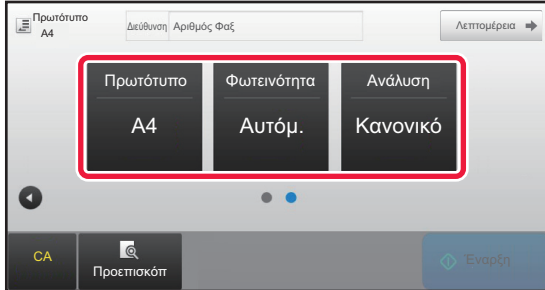 Πρωτότυπο
A4
Διεύθυνση Αριθμός Φαξ
Λεπτομέρεια
Πρωτότυπο Φωτεινότητα Ανάλυση
A4 Αυτόμ. Κανονικό
CA
Προεπισκόπ
Έναρξη